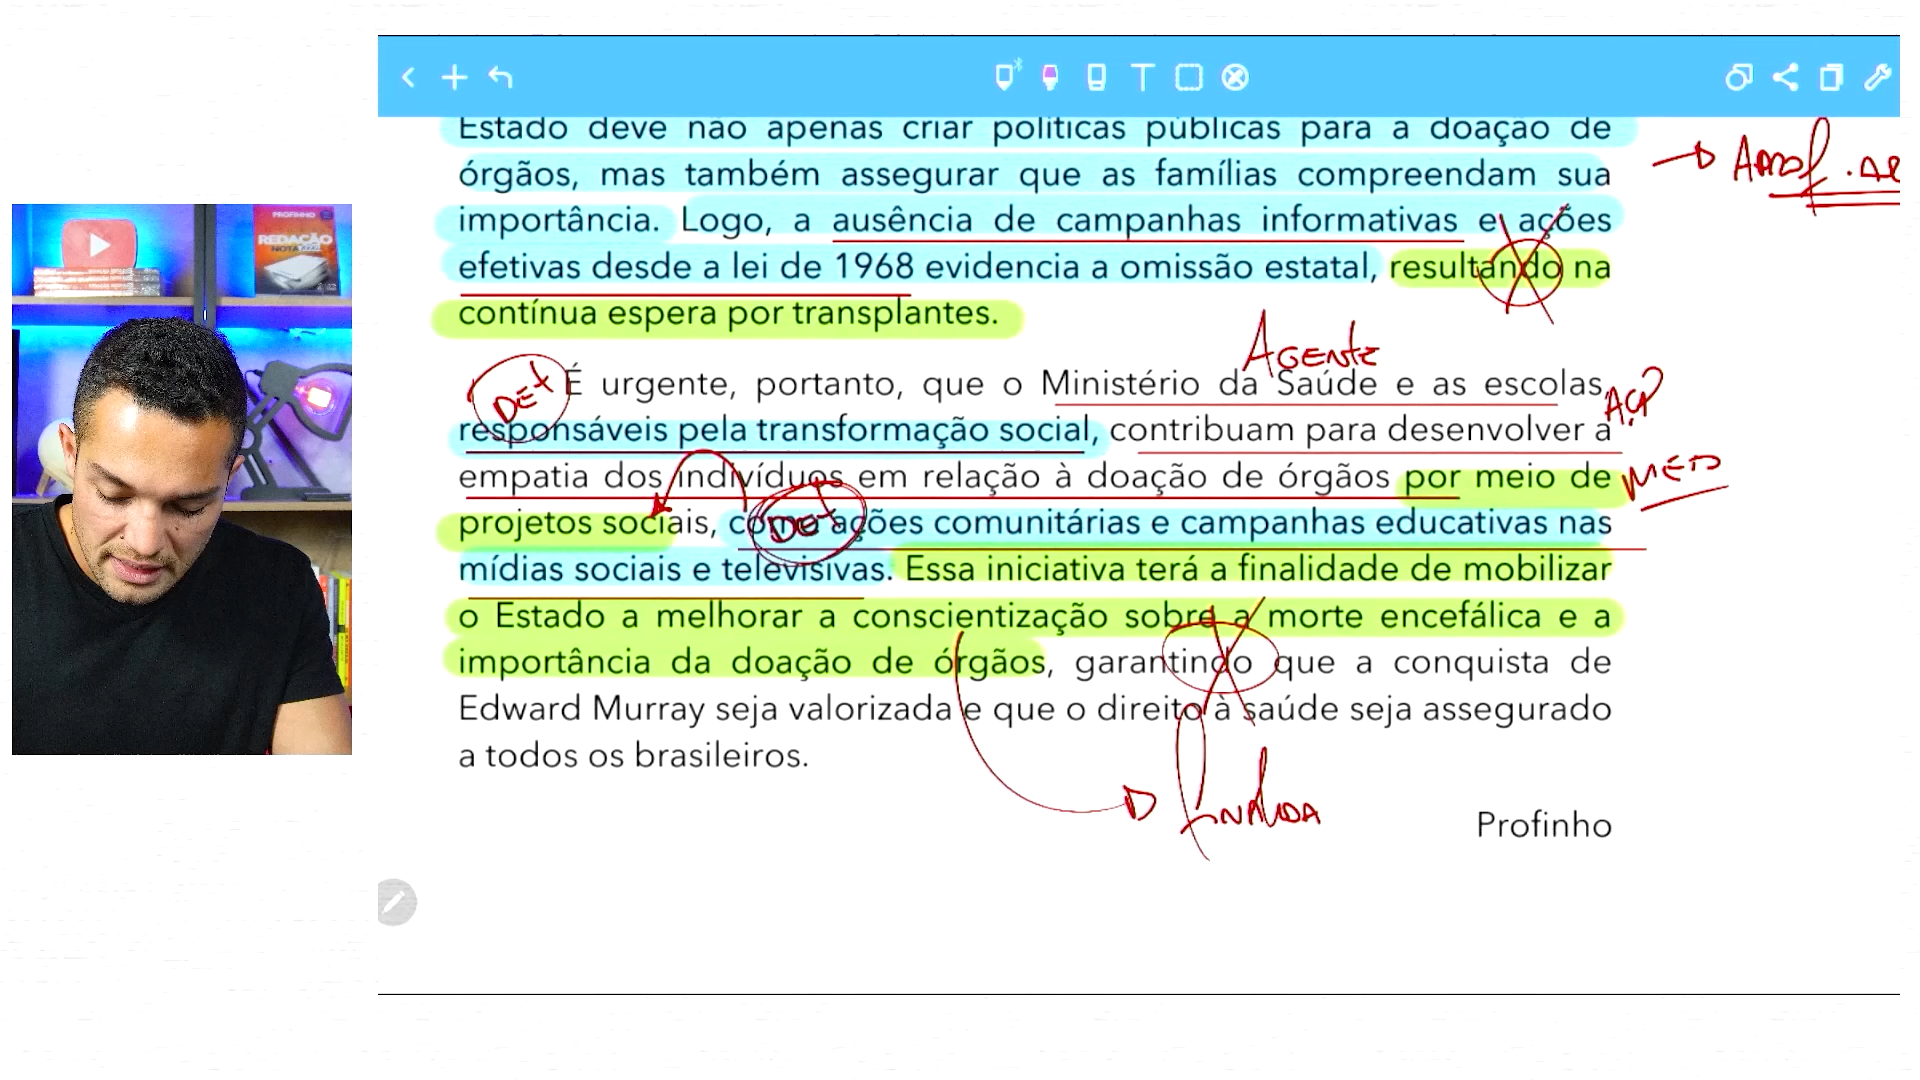 Estado deve não apenas criar políticas públicas para a doação de
órgãos, mas também assegurar que as famílias compreendam sua
importância. Logo, a ausência de campanhas informativas e ações
efetivas desde a lei de 1968 evidencia a omissão estatal, resultando na
contínua espera por transplantes.
AGENTE
DET
É urgente, portanto, que o Ministério da Saúde e as escolas,
responsáveis pela transformação social, contribuam para desenvolver a
empatia dos indivíduos em relação à doação de órgãos por meio de
MEIO
projetos sociais, como ações comunitárias e campanhas educativas nas
DET
mídias sociais e televisivas. Essa iniciativa terá a finalidade de mobilizar
o Estado a melhorar a conscientização sobre a morte encefálica e a
importância da doação de órgãos, garantindo que a conquista de
Edward Murray seja valorizada e que o direito à saúde seja assegurado
a todos os brasileiros.
Profinho
PROFINHO
REDAÇÃO